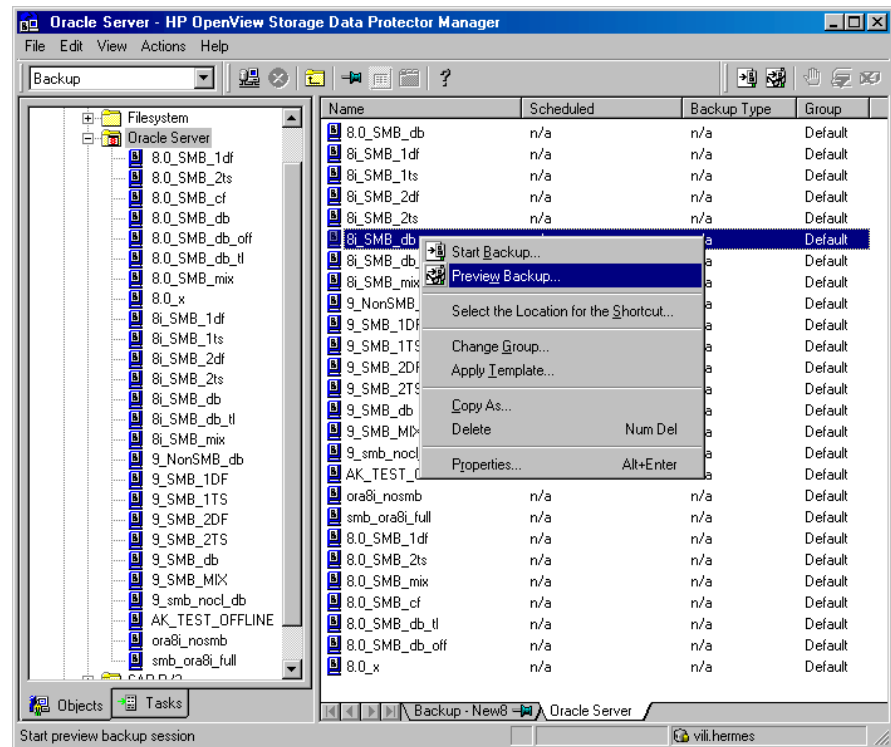 Oracle Server - HP OpenView Storage Data Protector Manager
File Edit View Actions Help
Backup
Filesystem
Oracle Server
8.0_SMB_1df
8.0_SMB_2ts
8.0_SMB_cf
8.0_SMB_db
8.0_SMB_db_off
8.0_SMB_db_tl
8.0_SMB_mix
8.0_x
8i_SMB_1df
8i_SMB_1ts
8i_SMB_2df
8i_SMB_2ts
8i_SMB_db
8i_SMB_db_tl
8i_SMB_mix
9_NonSMB_db
9_SMB_1DF
9_SMB_1TS
9_SMB_2DF
9_SMB_2TS
9_SMB_db
9_SMB_MIX
9_smb_nocl_db
AK_TEST_OFFLINE
ora8i_nosmb
smb_ora8i_full
Objects Tasks
Name Scheduled Backup Type Group
8.0_SMB_db n/a n/a Default
8i_SMB_1df n/a n/a Default
8i_SMB_1ts n/a n/a Default
8i_SMB_2df n/a n/a Default
8i_SMB_2ts n/a n/a Default
8i_SMB_db a Default
8i_SMB_db_ a Default
8i_SMB_mix a Default
9_NonSMB_ a Default
9_SMB_1DF a Default
9_SMB_1TS a Default
9_SMB_2DF a Default
9_SMB_2TS a Default
9_SMB_db a Default
9_SMB_MIX a Default
9_smb_nocl a Default
AK_TEST_O a Default
ora8i_nosmb n/a n/a Default
smb_ora8i_full n/a n/a Default
8.0_SMB_1df n/a n/a Default
8.0_SMB_2ts n/a n/a Default
8.0_SMB_mix n/a n/a Default
8.0_SMB_cf n/a n/a Default
8.0_SMB_db_tl n/a n/a Default
8.0_SMB_db_off n/a n/a Default
8.0_x n/a n/a Default
Start Backup...
Preview Backup...
Select the Location for the Shortcut...
Change Group...
Apply Template...
Copy As...
Delete Num Del
Properties... Alt+Enter
Backup - New8 Oracle Server
Start preview backup session
vili.hermes